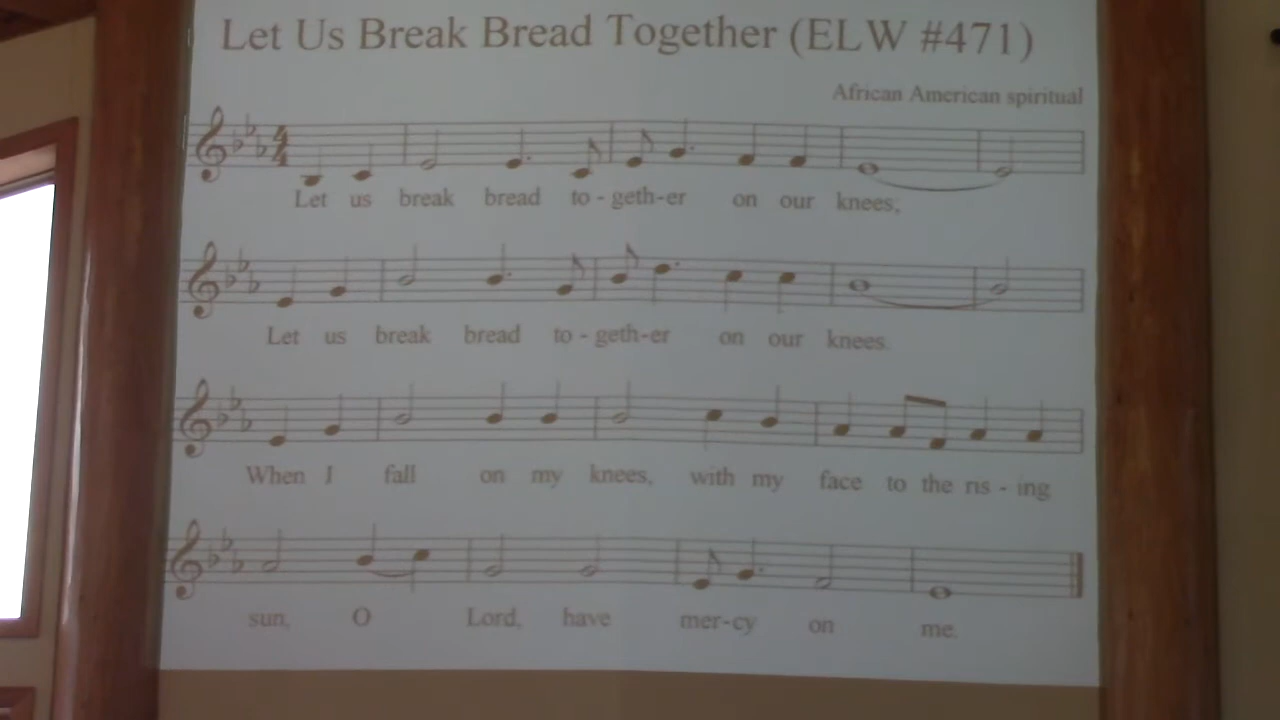 Let Us Break Bread Together (ELW #471)
African American spiritual
Let us break bread to - geth-er on our knees;
Let us break bread to - geth-er on our knees.
When I fall on my knees, with my face to the ris - ing
sun, O Lord, have mer-cy on me.